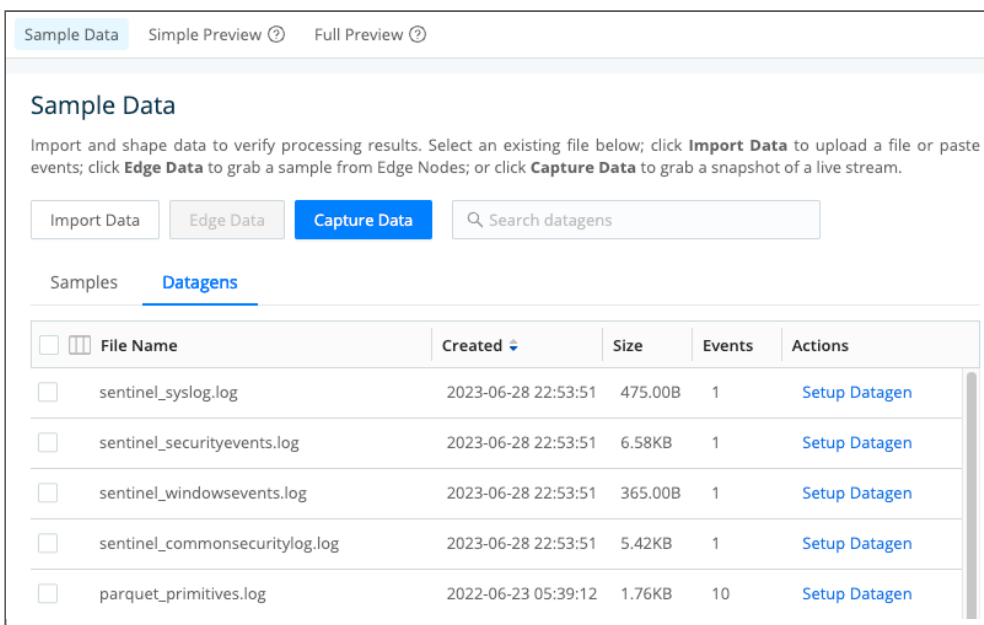 Sample Data Simple Preview Full Preview
Sample Data
Import and shape data to verify processing results. Select an existing file below; click Import Data to upload a file or paste
events; click Edge Data to grab a sample from Edge Nodes; or click Capture Data to grab a snapshot of a live stream.
Import Data Edge Data Capture Data Search datagens
Samples Datagens
File Name Created Size Events Actions
sentinel_syslog.log 2023-06-28 22:53:51 475.00B 1 Setup Datagen
sentinel_securityevents.log 2023-06-28 22:53:51 6.58KB 1 Setup Datagen
sentinel_windowsevents.log 2023-06-28 22:53:51 365.00B 1 Setup Datagen
sentinel_commonsecuritylog.log 2023-06-28 22:53:51 5.42KB 1 Setup Datagen
parquet_primitives.log 2022-06-23 05:39:12 1.76KB 10 Setup Datagen